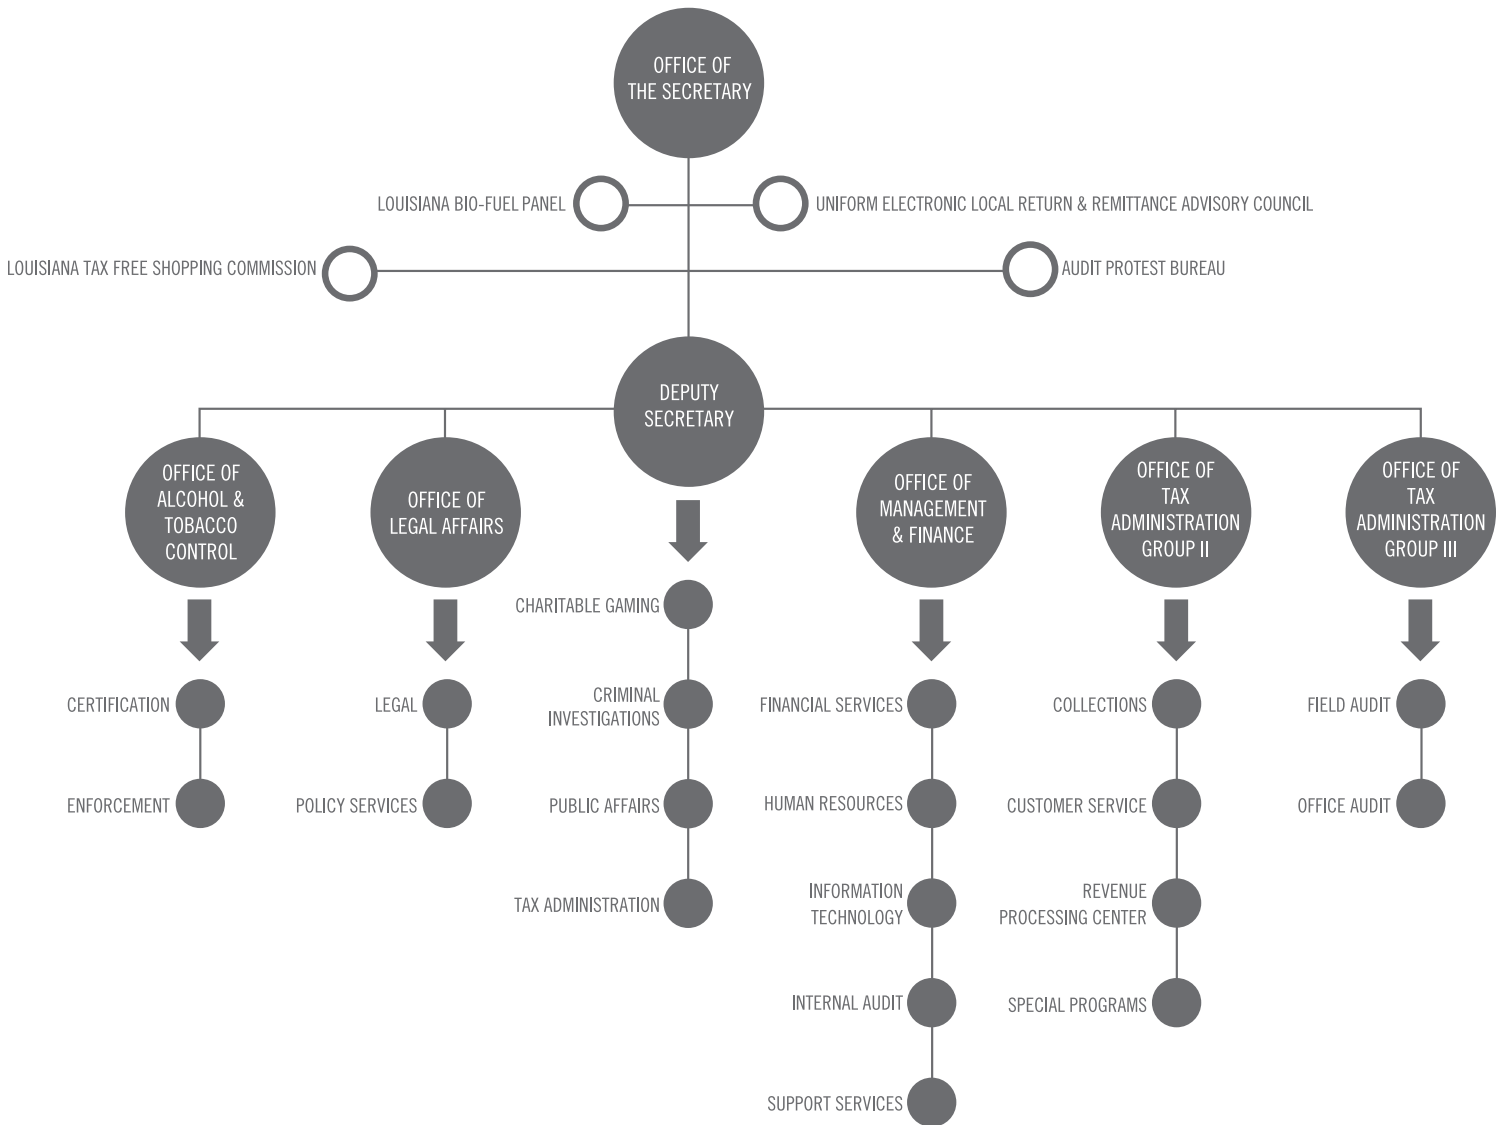 OFFICE OF
THE SECRETARY
LOUISIANA BIO-FUEL PANEL
UNIFORM ELECTRONIC LOCAL RETURN & REMITTANCE ADVISORY COUNCIL
LOUISIANA TAX FREE SHOPPING COMMISSION
AUDIT PROTEST BUREAU
DEPUTY
SECRETARY
OFFICE OF
ALCOHOL &
TOBACCO
CONTROL
OFFICE OF
LEGAL AFFAIRS
OFFICE OF
MANAGEMENT
& FINANCE
OFFICE OF
TAX
ADMINISTRATION
GROUP II
OFFICE OF
TAX
ADMINISTRATION
GROUP III
CERTIFICATION
ENFORCEMENT
LEGAL
POLICY SERVICES
CHARITABLE GAMING
CRIMINAL
INVESTIGATIONS
PUBLIC AFFAIRS
TAX ADMINISTRATION
FINANCIAL SERVICES
HUMAN RESOURCES
INFORMATION
TECHNOLOGY
INTERNAL AUDIT
SUPPORT SERVICES
COLLECTIONS
CUSTOMER SERVICE
REVENUE
PROCESSING CENTER
SPECIAL PROGRAMS
FIELD AUDIT
OFFICE AUDIT